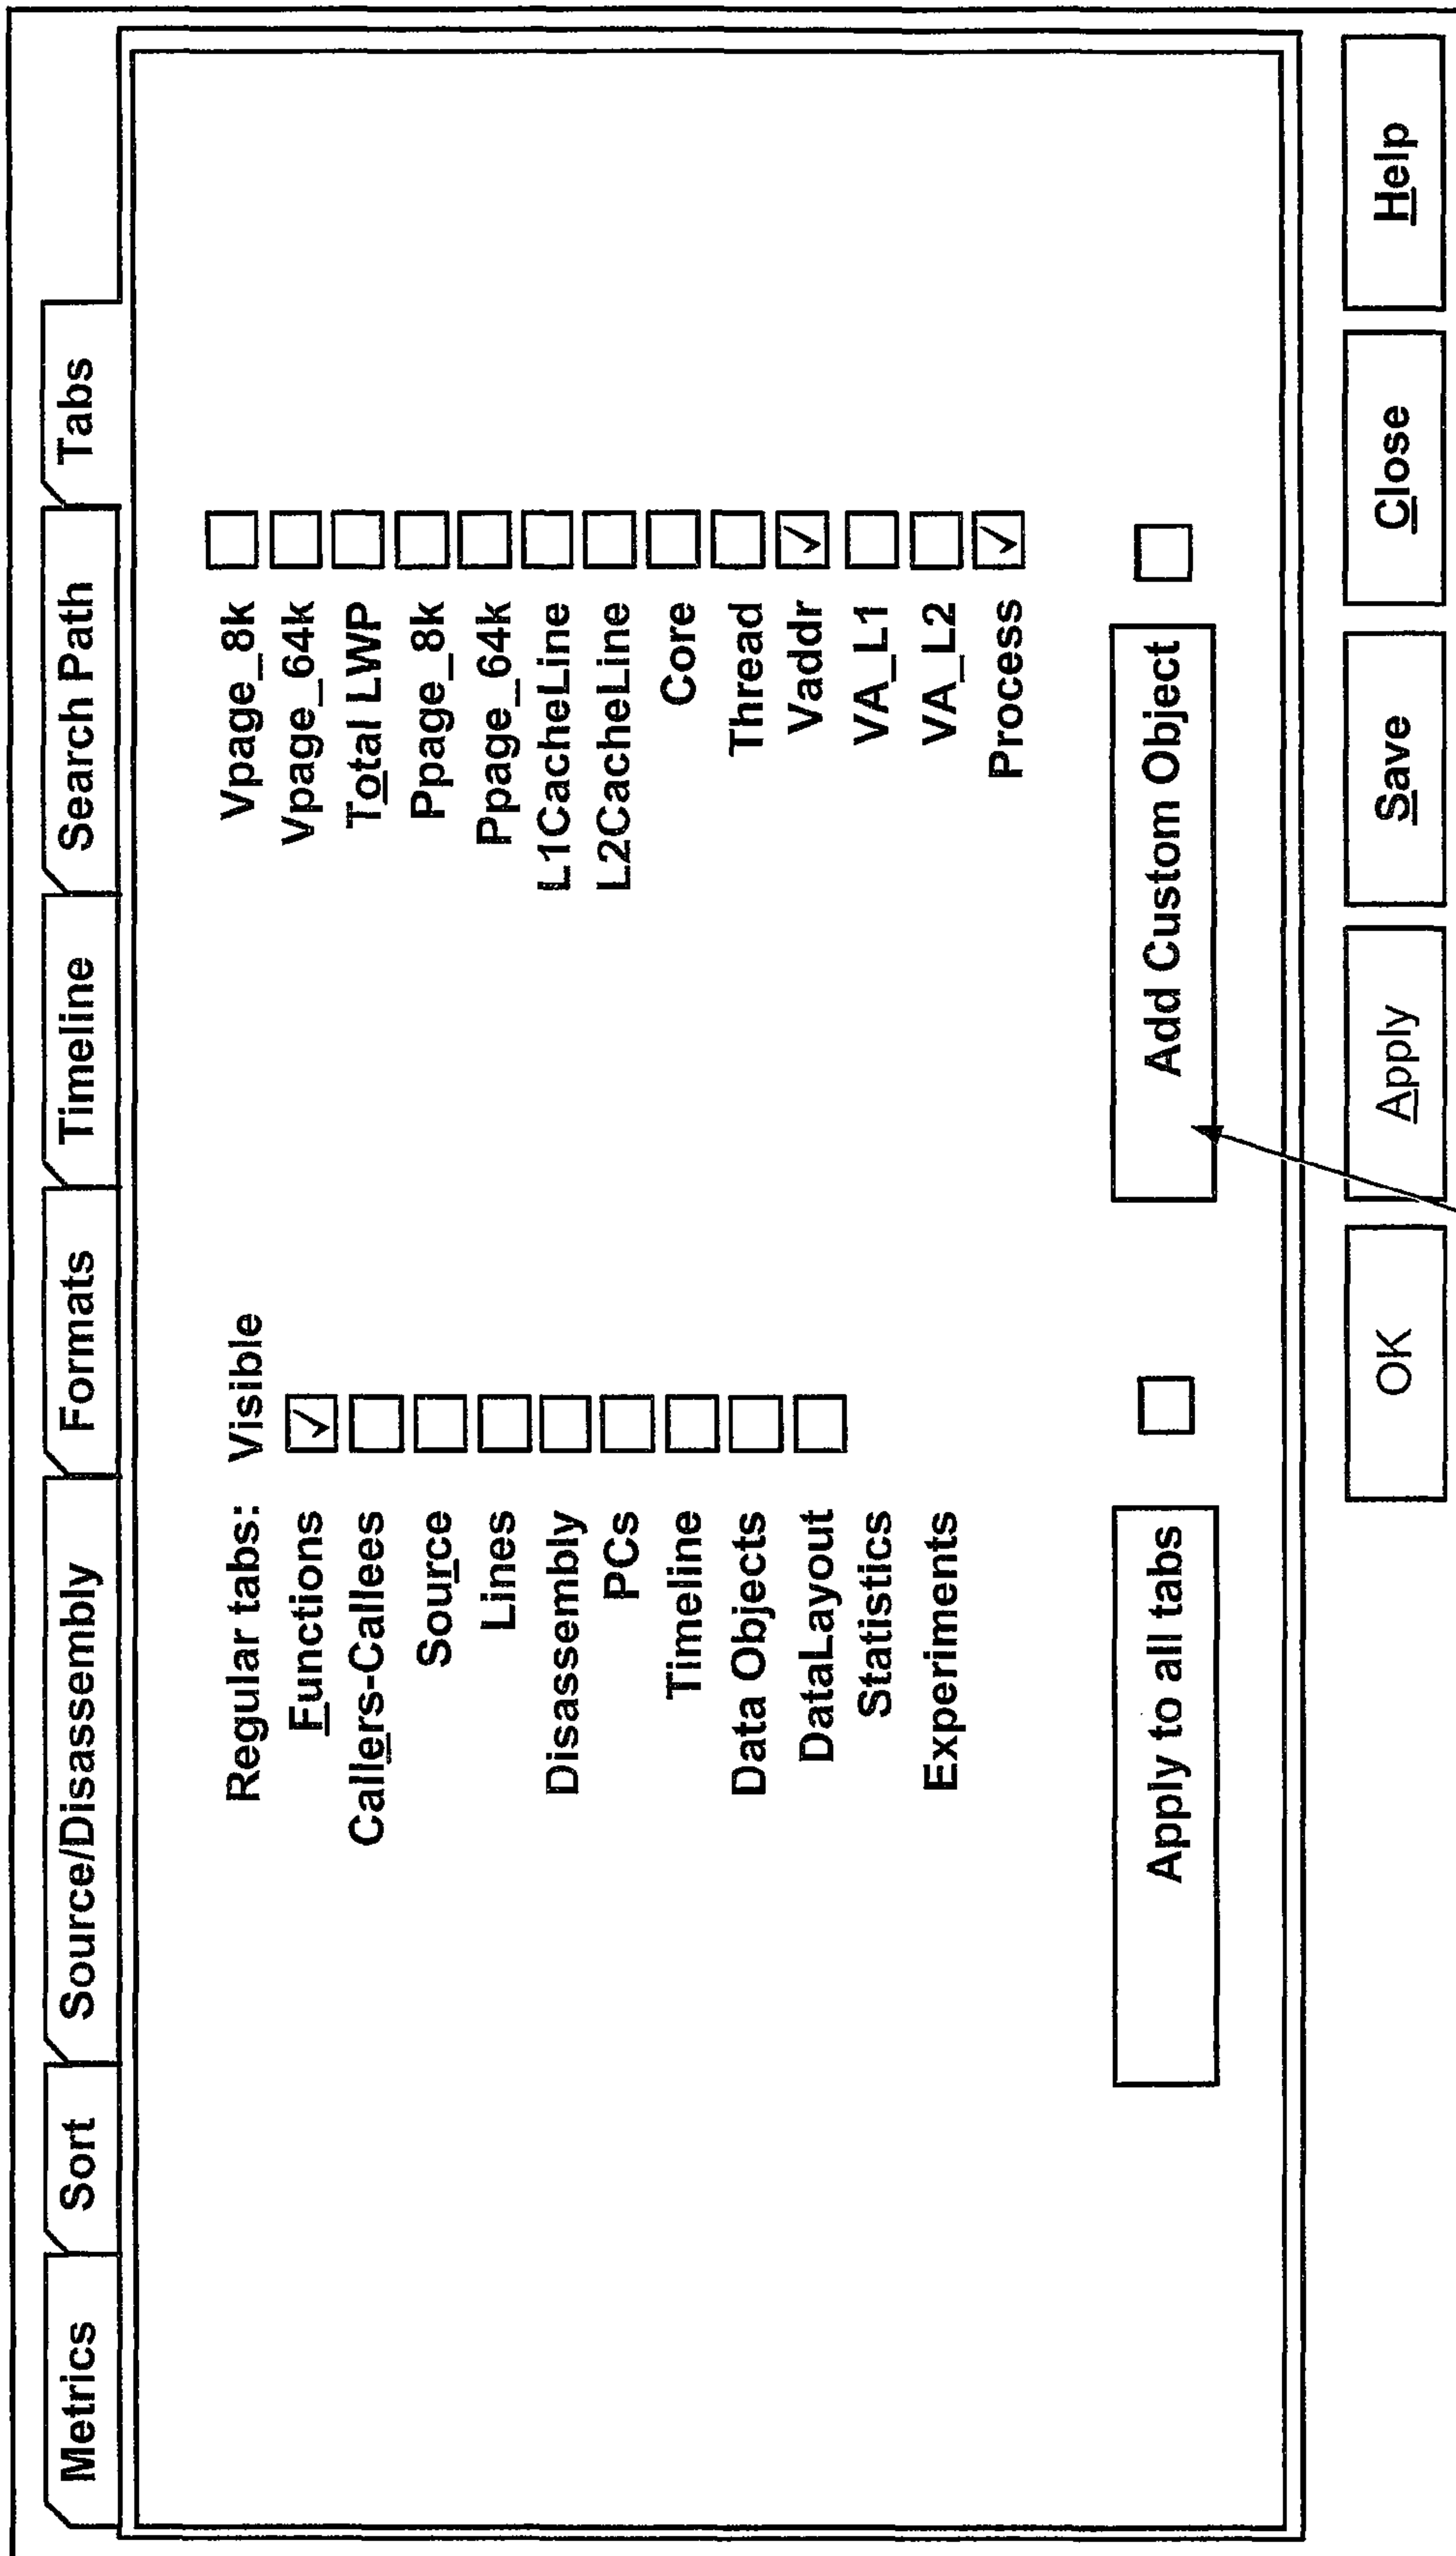 Metrics
Sort
Source/Disassembly
Formats
Timeline
Search Path
Tabs
Regular tabs: Visible
Functions
Callers-Callees
Source
Lines
Disassembly
PCs
Timeline
Data Objects
DataLayout
Statistics
Experiments
Vpage_8k
Vpage_64k
Total LWP
Ppage_8k
Ppage_64k
L1CacheLine
L2CacheLine
Core
Thread
Vaddr
VA_L1
VA_L2
Process
Apply to all tabs
Add Custom Object
OK
Apply
Save
Close
Help